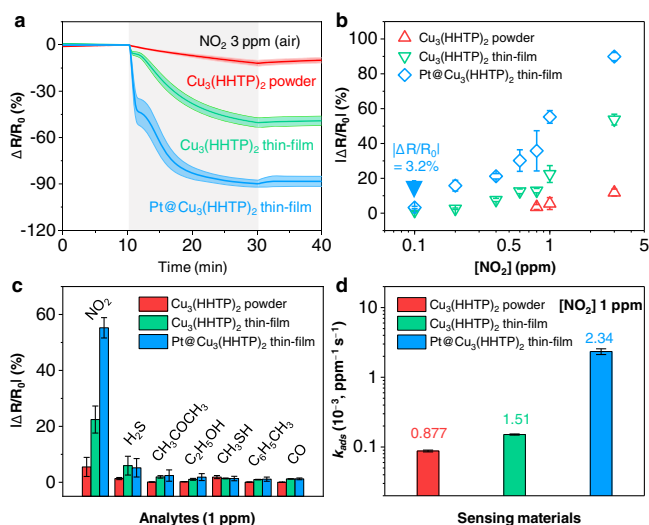 a
NO₂ 3 ppm (air)
Cu₃(HHTP)₂ powder
Cu₃(HHTP)₂ thin-film
Pt@Cu₃(HHTP)₂ thin-film
0
-30
-60
-90
-120
ΔR/R₀ (%)
0 10 20 30 40
Time (min)
b
Cu₃(HHTP)₂ powder
Cu₃(HHTP)₂ thin-film
Pt@Cu₃(HHTP)₂ thin-film
|ΔR/R₀|
= 3.2%
100
80
60
40
20
0
|ΔR/R₀| (%)
0.1 0.5 1 5
[NO₂] (ppm)
c
Cu₃(HHTP)₂ powder
Cu₃(HHTP)₂ thin-film
Pt@Cu₃(HHTP)₂ thin-film
NO₂
H₂S
CH₃COCH₃
C₂H₅OH
CH₃SH
C₆H₅CH₃
CO
60
40
20
0
|ΔR/R₀| (%)
Analytes (1 ppm)
d
[NO₂] 1 ppm
Cu₃(HHTP)₂ powder
Cu₃(HHTP)₂ thin-film
Pt@Cu₃(HHTP)₂ thin-film
0.877
1.51
2.34
10
1
0.1
kads (10⁻³, ppm⁻¹ s⁻¹)
Sensing materials